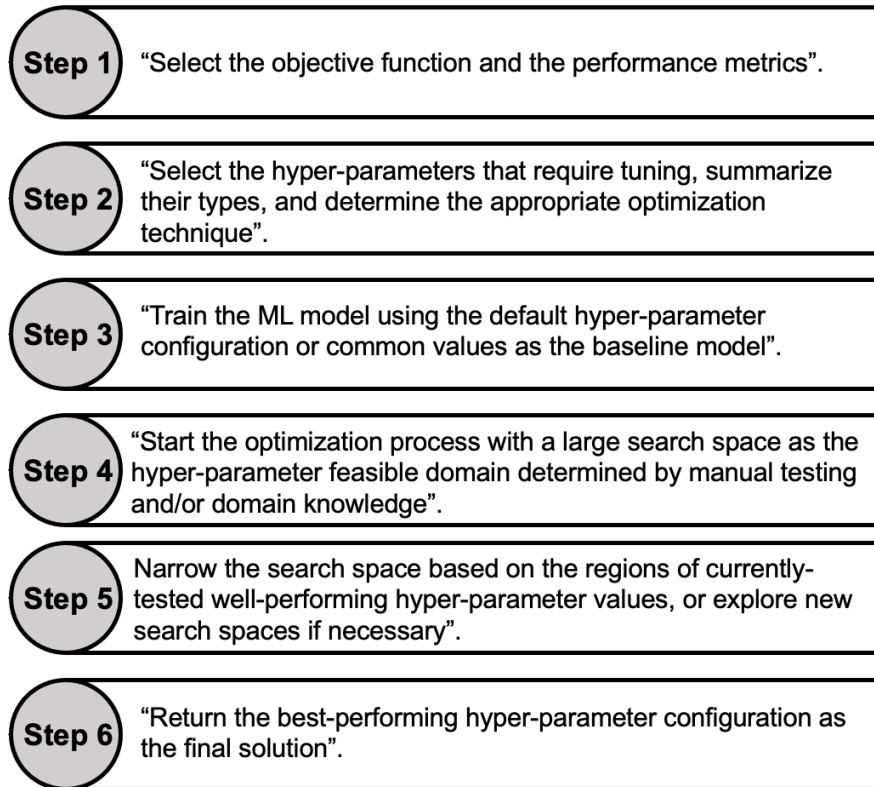 Step 1
“Select the objective function and the performance metrics”.
Step 2
“Select the hyper-parameters that require tuning, summarize
their types, and determine the appropriate optimization
technique”.
Step 3
“Train the ML model using the default hyper-parameter
configuration or common values as the baseline model”.
Step 4
“Start the optimization process with a large search space as the
hyper-parameter feasible domain determined by manual testing
and/or domain knowledge”.
Step 5
Narrow the search space based on the regions of currently-
tested well-performing hyper-parameter values, or explore new
search spaces if necessary”.
Step 6
“Return the best-performing hyper-parameter configuration as
the final solution”.